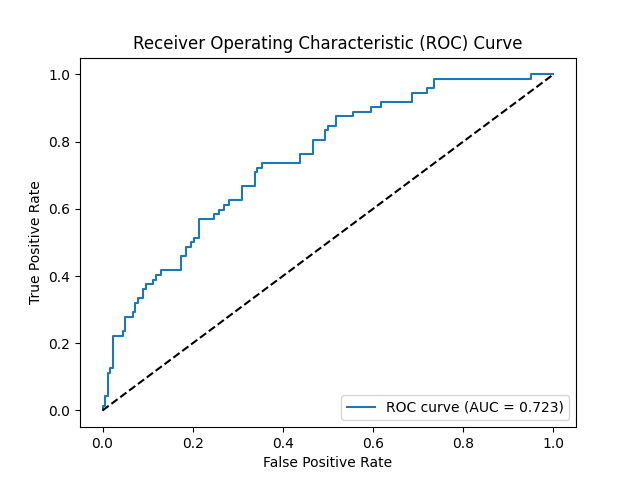 Receiver Operating Characteristic (ROC) Curve
1.0
0.8
0.6
0.4
0.2
0.0
True Positive Rate
0.0 0.2 0.4 0.6 0.8 1.0
False Positive Rate
ROC curve (AUC = 0.723)